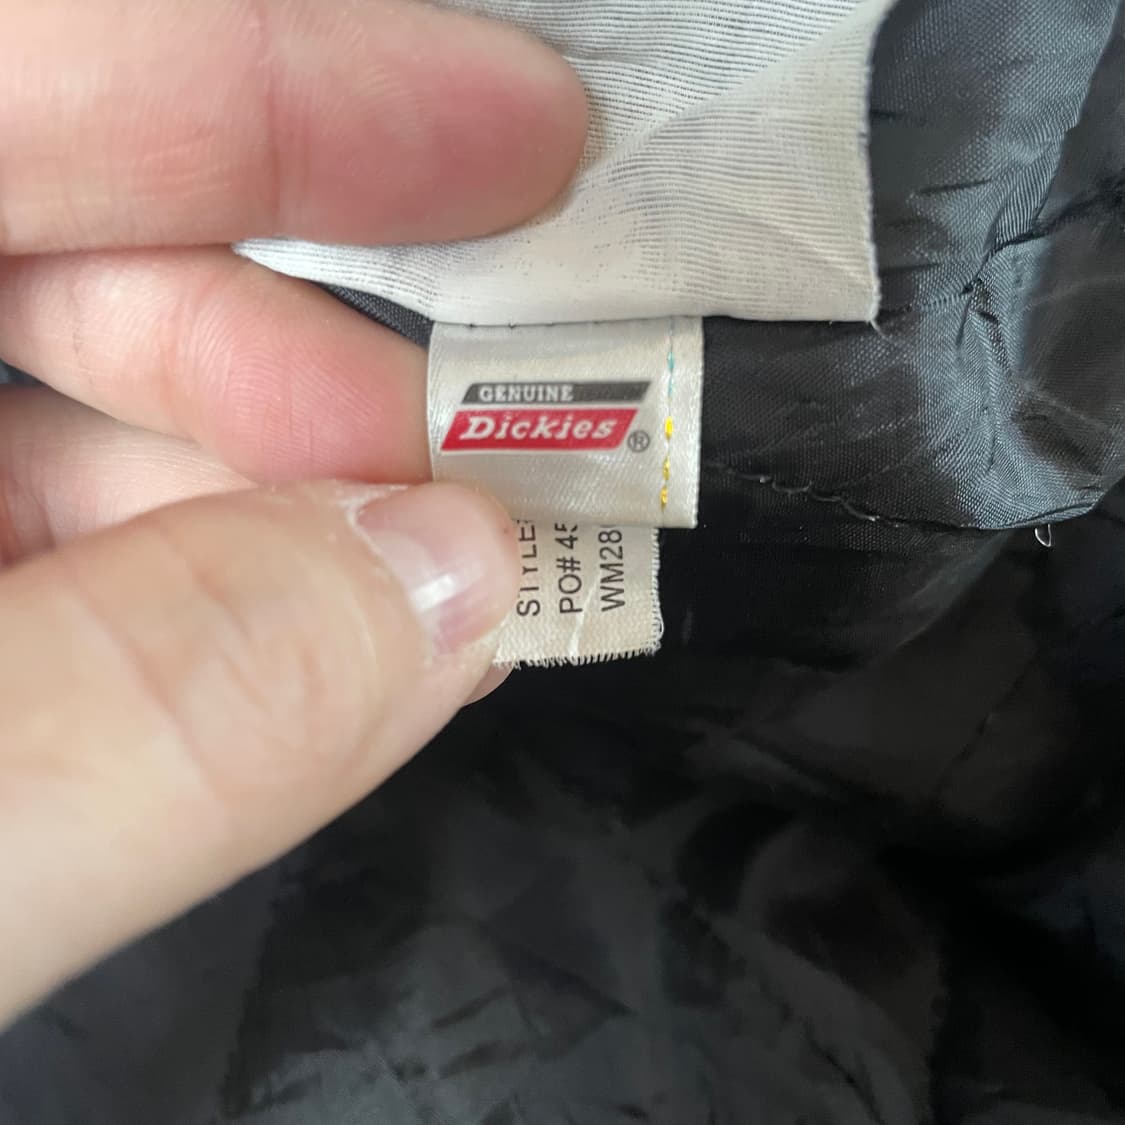 GENUINE
Dickies®
STYLE
PO# 45
WM28